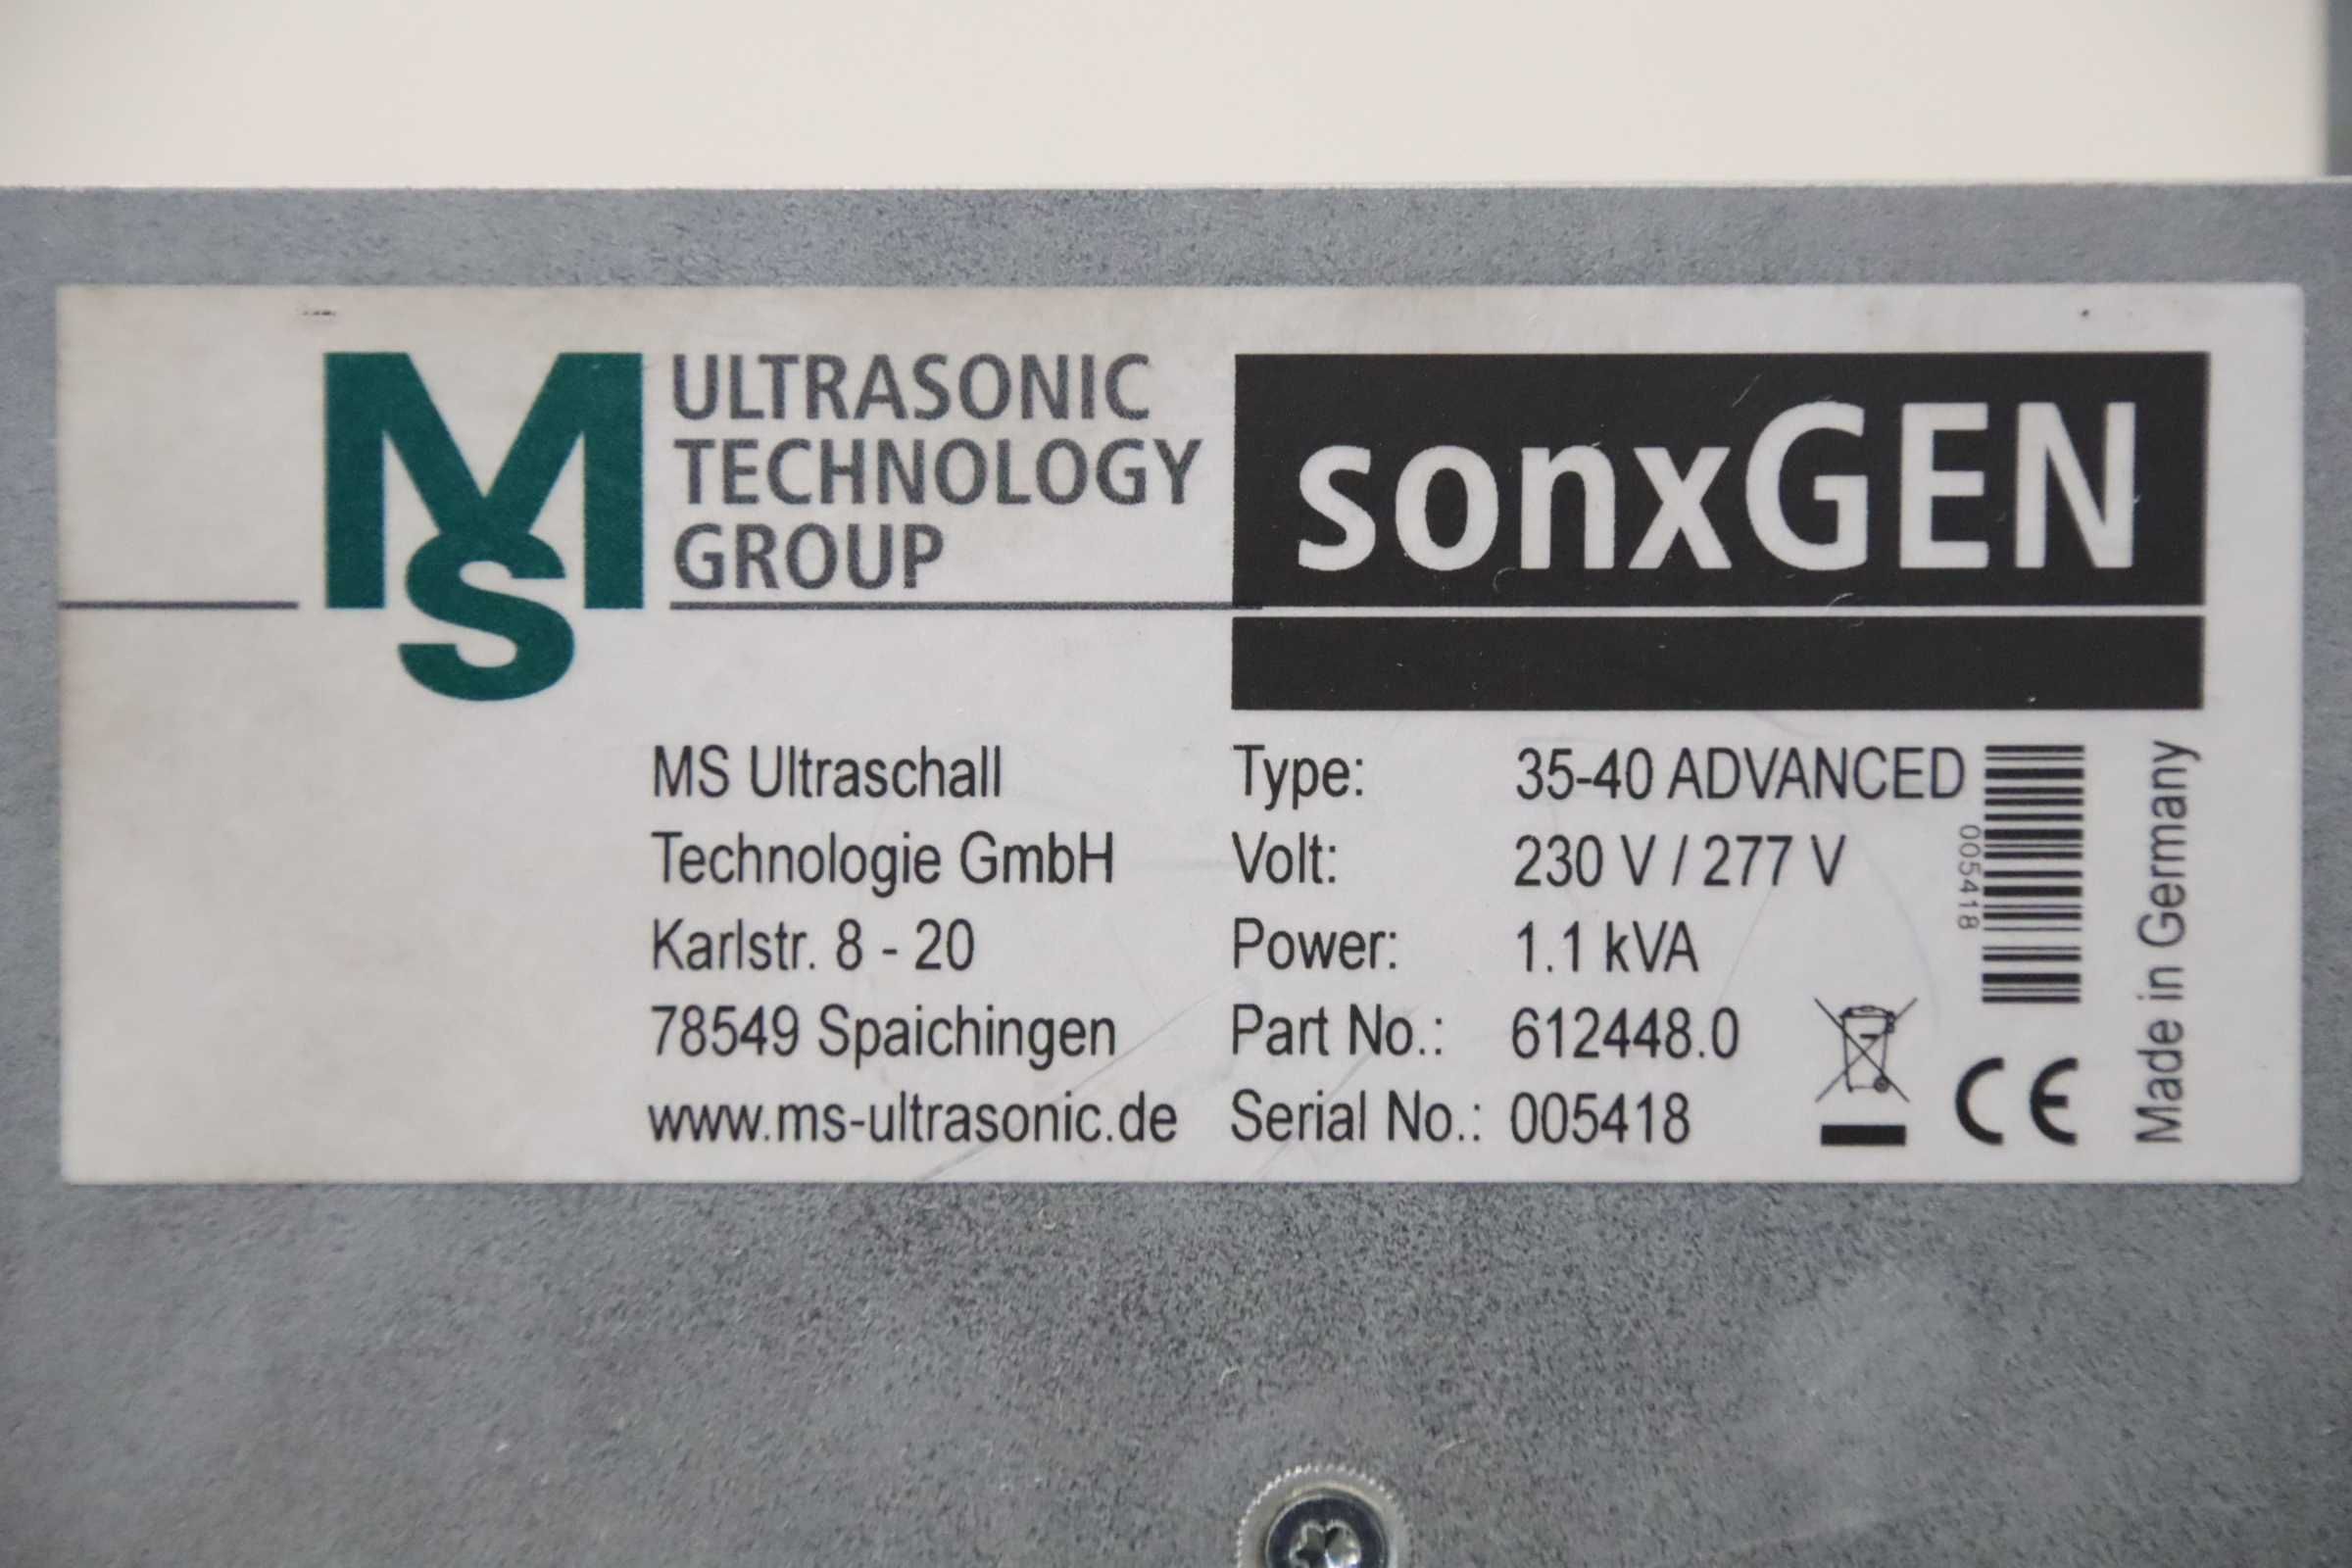 MS
ULTRASONIC
TECHNOLOGY
GROUP
sonxGEN
MS Ultraschall
Technologie GmbH
Karlstr. 8 - 20
78549 Spaichingen
www.ms-ultrasonic.de
Type: 35-40 ADVANCED
Volt: 230 V / 277 V
Power: 1.1 kVA
Part No.: 612448.0
Serial No.: 005418
005418
CE
Made in Germany